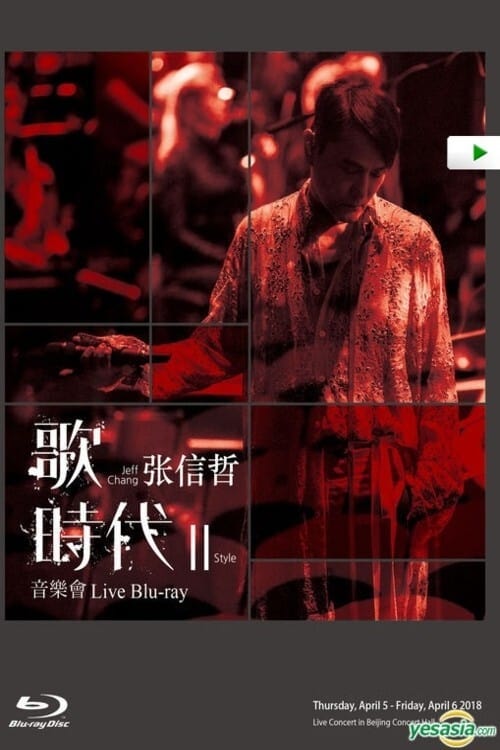 歌
Jeff
Chang
张信哲
時代 II
Style
音樂會 Live Blu-ray
Blu-ray Disc
Thursday, April 5 - Friday, April 6 2018
Live Concert in Beijing Concert Hall
yesasia.com